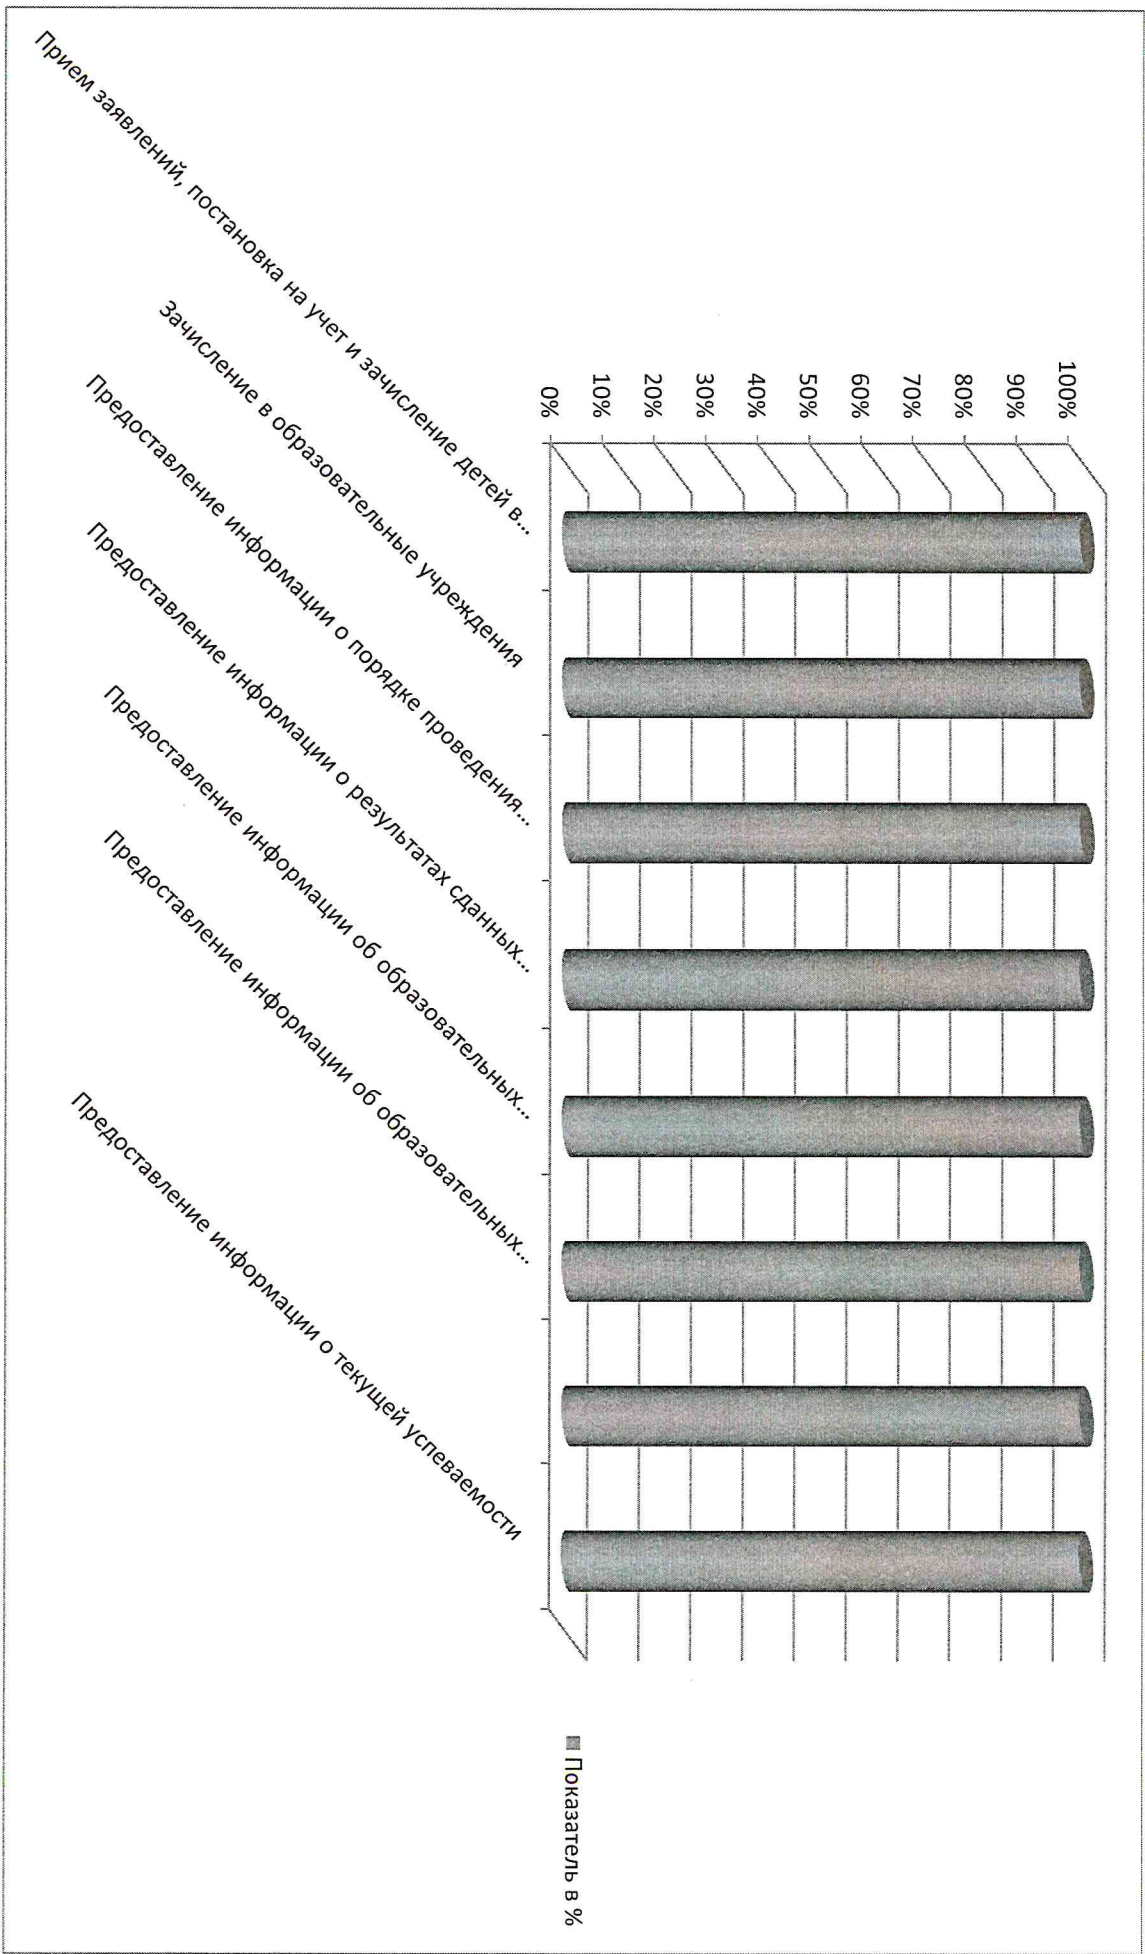 100%
90%
80%
70%
60%
50%
40%
30%
20%
10%
0%
Прием заявлений, постановка на учет и зачисление детей в...
Зачисление в образовательные учреждения
Предоставление информации о порядке проведения...
Предоставление информации о результатах сданных...
Предоставление информации об образовательных...
Предоставление информации об образовательных...
Предоставление информации о текущей успеваемости
Показатель в %